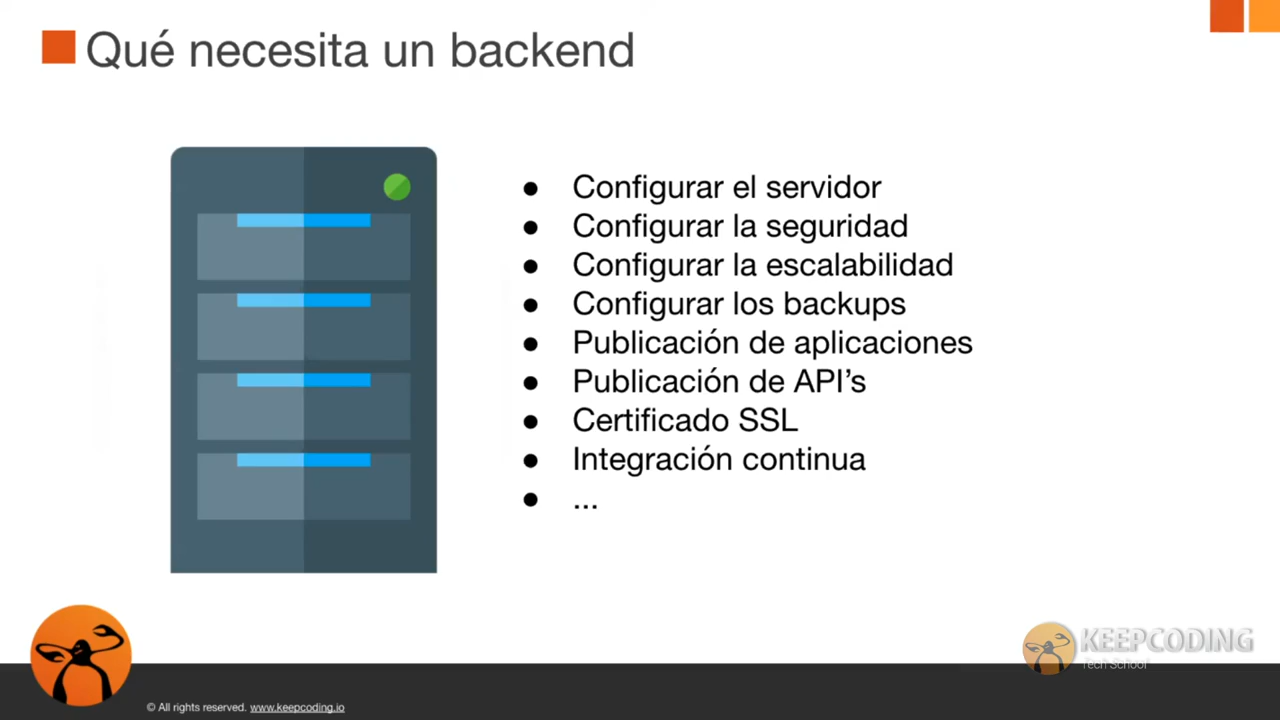 Qué necesita un backend
● Configurar el servidor
● Configurar la seguridad
● Configurar la escalabilidad
● Configurar los backups
● Publicación de aplicaciones
● Publicación de API’s
● Certificado SSL
● Integración continua
● ...
KEEPCODING
Tech School
© All rights reserved. www.keepcoding.io